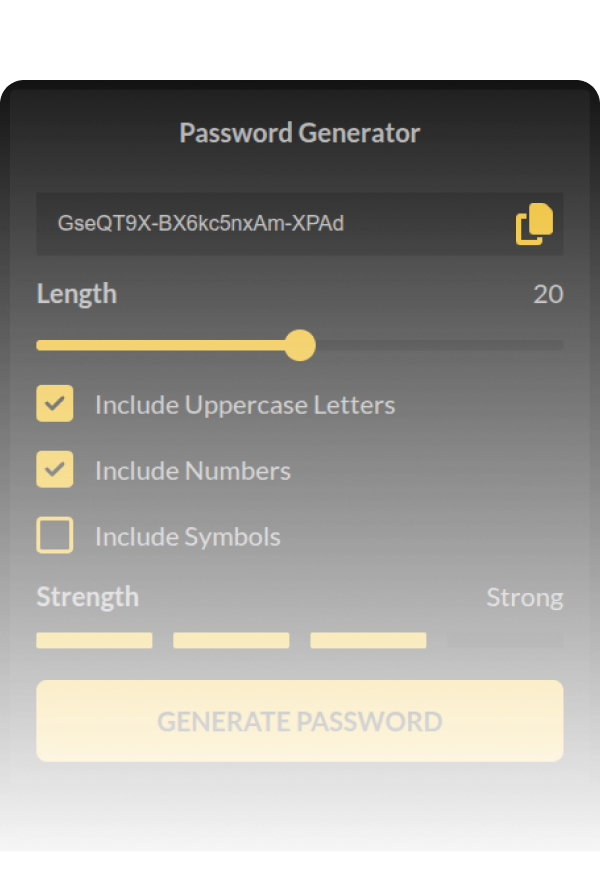 Password Generator
GseQT9X-BX6kc5nxAm-XPAd
Length 20
Include Uppercase Letters
Include Numbers
Include Symbols
Strength Strong
GENERATE PASSWORD